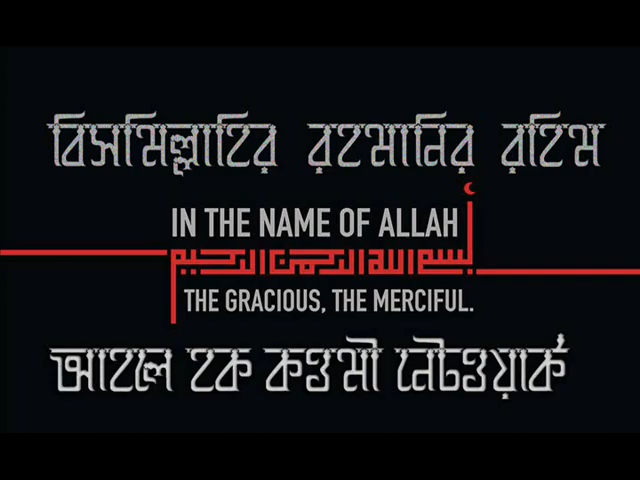 বিসমিল্লাহির রহমানির রহিম
IN THE NAME OF ALLAH
بسم الله الرحمن الرحيم
THE GRACIOUS, THE MERCIFUL.
আহলে হক কওমী নেটওয়ার্ক